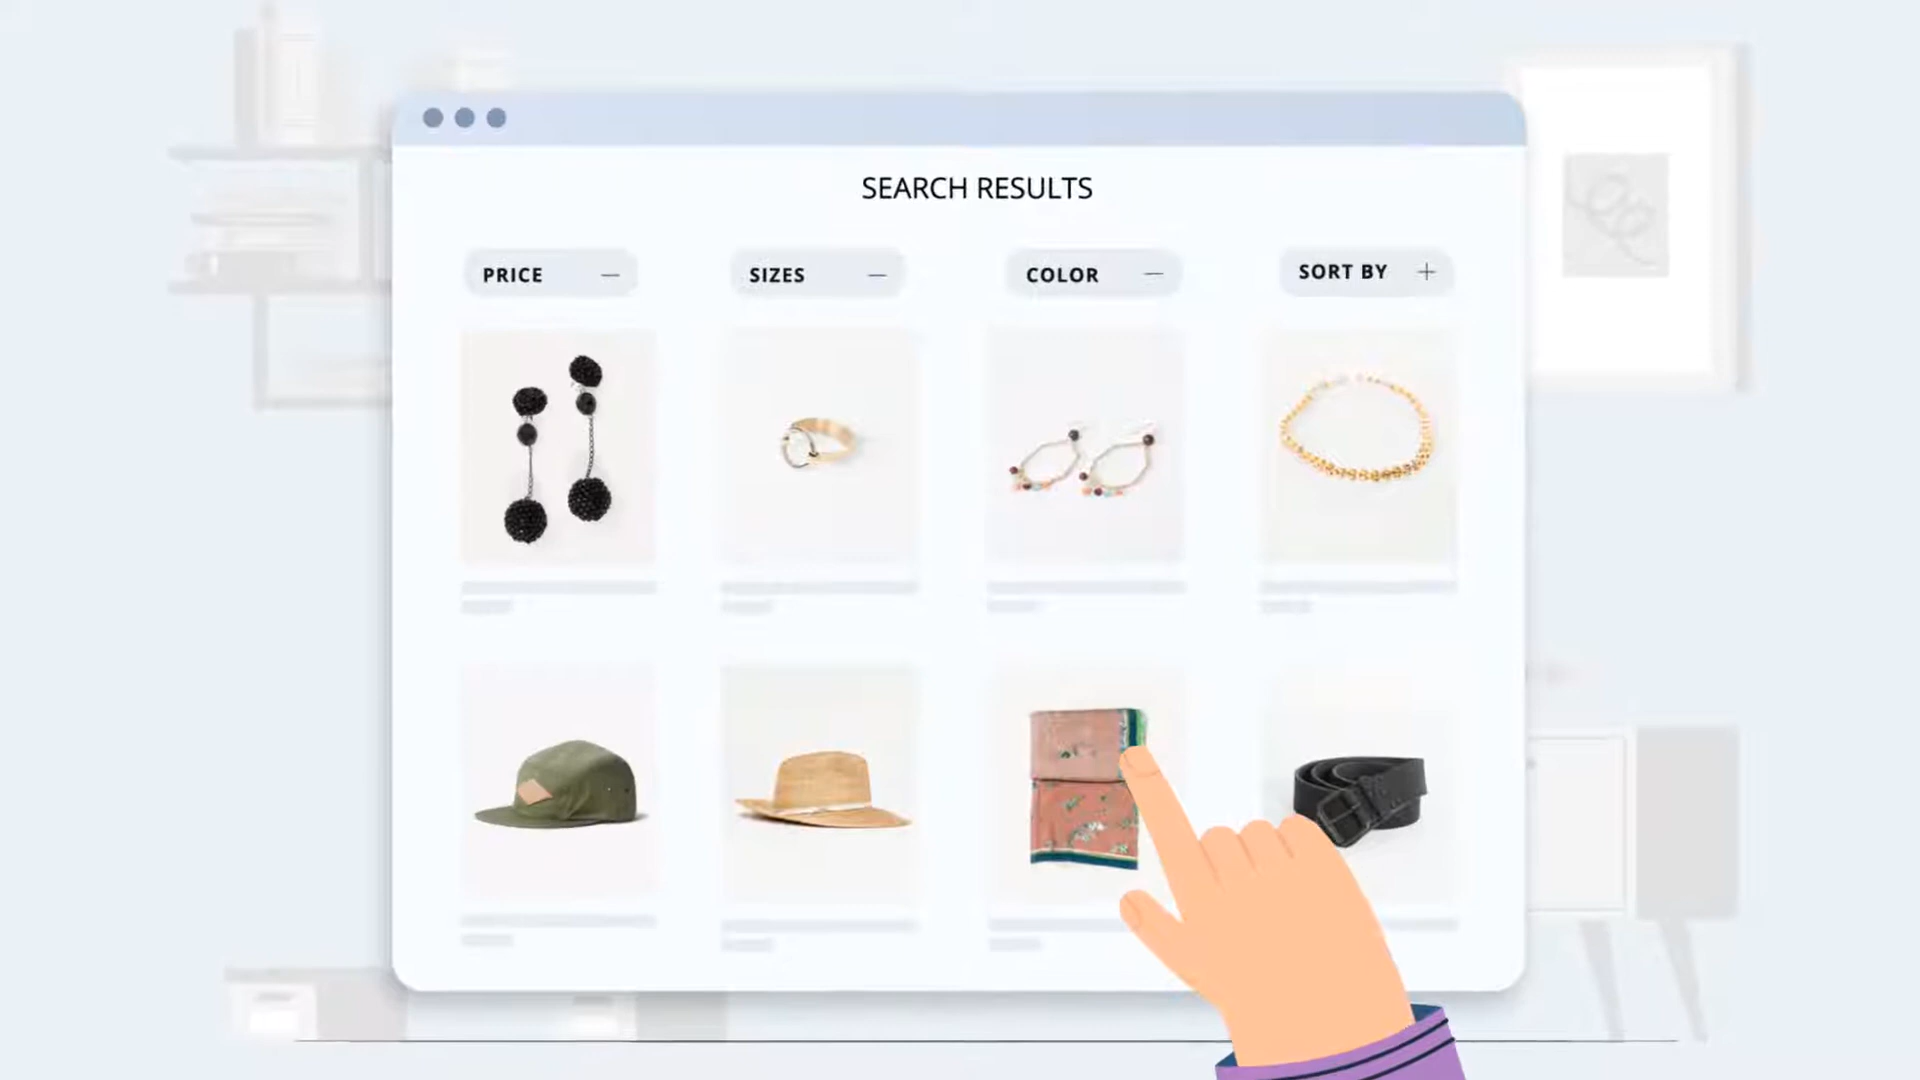 SEARCH RESULTS
PRICE —
SIZES —
COLOR —
SORT BY +